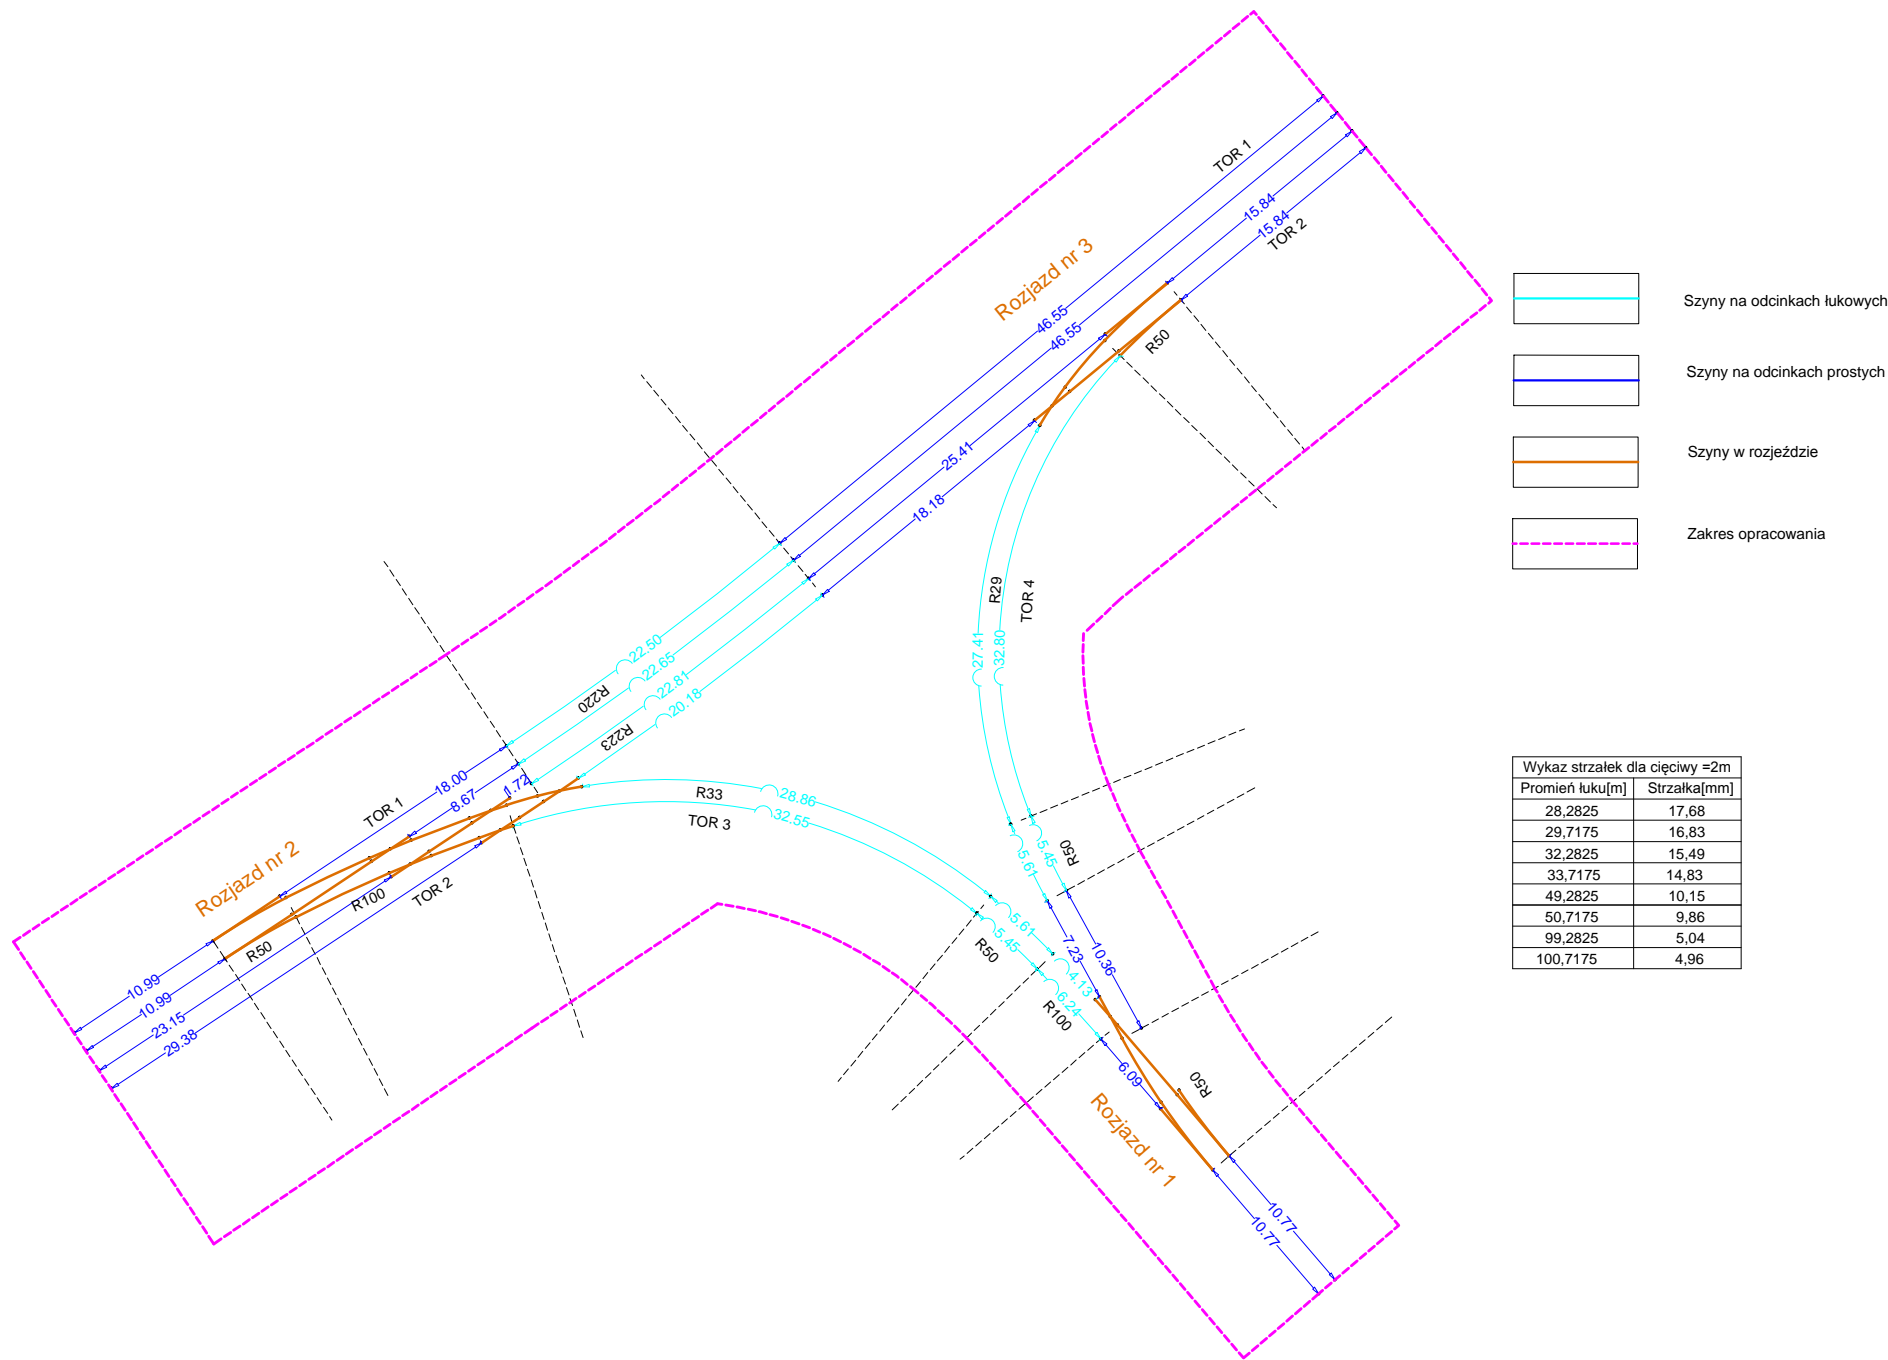 TOR 1
15.84
15.84
TOR 2
Rozjazd nr 3
46.55
46.55
R50
25.41
18.18
R29
TOR 4
27.41
32.80
22.50
22.65
22.81
20.18
R220
R223
18.00
8.67
1.72
TOR 1
R33
TOR 3
28.86
32.55
Rozjazd nr 2
R100
TOR 2
R50
10.99
10.99
23.15
29.38
5.61
5.45
R50
5.61
5.45
R50
7.23
10.36
4.13
6.24
R100
6.09
R50
Rozjazd nr 1
10.77
10.77
Szyny na odcinkach łukowych
Szyny na odcinkach prostych
Szyny w rozjeździe
Zakres opracowania
Wykaz strzałek dla cięciwy =2m
Promień łuku[m] Strzałka[mm]
28,2825 17,68
29,7175 16,83
32,2825 15,49
33,7175 14,83
49,2825 10,15
50,7175 9,86
99,2825 5,04
100,7175 4,96